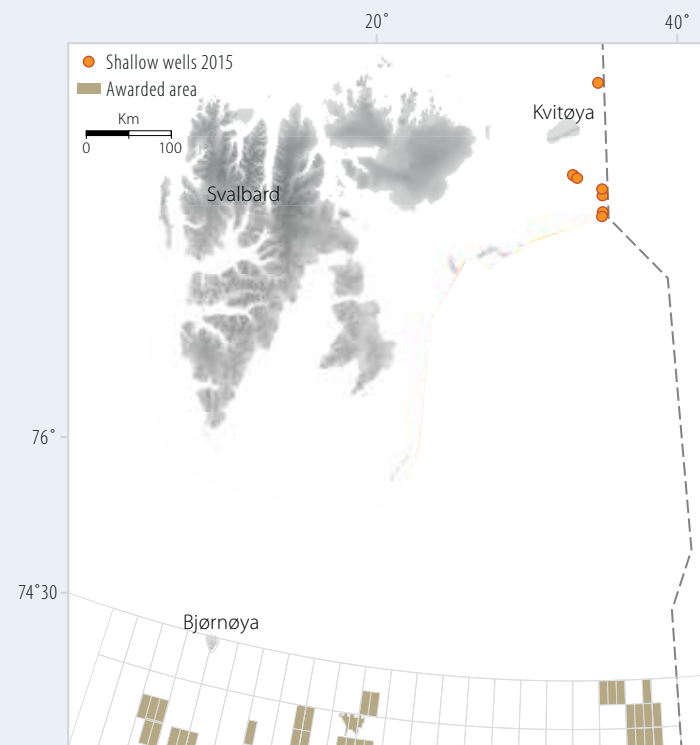 20° 40°
Shallow wells 2015
Awarded area
Km
0 100
Kvitøya
Svalbard
76°
74°30
Bjørnøya